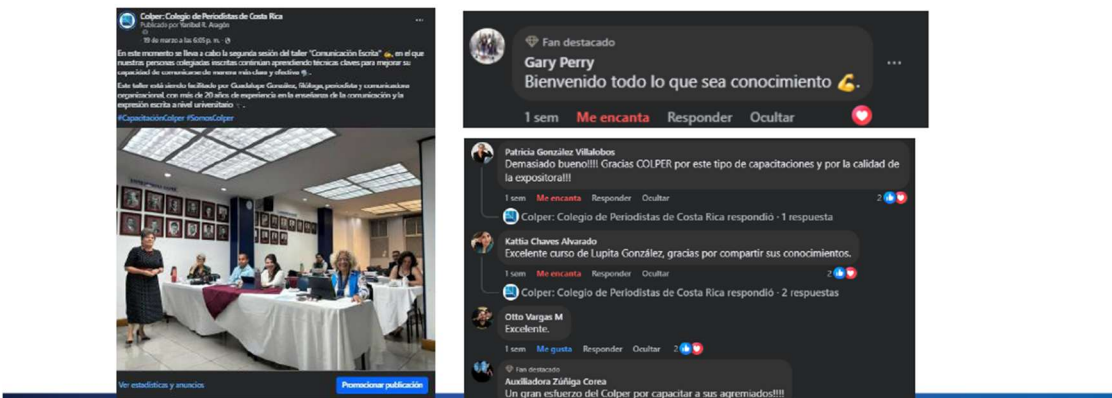 Colper: Colegio de Periodistas de Costa Rica
Publicado por Yaribel R. Aragón
19 de marzo a las 6:05 p. m.
En este momento se lleva a cabo la segunda sesión del taller "Comunicación Escrita" ✍, en el que
nuestras personas colegiadas inscritas continúan aprendiendo técnicas claves para mejorar su
capacidad de comunicarse de manera más clara y efectiva
Este taller está siendo facilitado por Guadalupe González, filóloga, periodista y comunicadora
organizacional, con más de 20 años de experiencia en la enseñanza de la comunicación y la
expresión escrita a nivel universitario
#CapacitaciónColper #SomosColper
Ver estadísticas y anuncios
Promocionar publicación
Fan destacado
Gary Perry
Bienvenido todo lo que sea conocimiento 💪.
1 sem Me encanta Responder Ocultar
Patricia González Villalobos
Demasiado bueno!!!! Gracias COLPER por este tipo de capacitaciones y por la calidad de
la expositora!!!
1 sem Me encanta Responder Ocultar 2
Colper: Colegio de Periodistas de Costa Rica respondió · 1 respuesta
Kattia Chaves Alvarado
Excelente curso de Lupita González, gracias por compartir sus conocimientos.
1 sem Me encanta Responder Ocultar 2
Colper: Colegio de Periodistas de Costa Rica respondió · 2 respuestas
Otto Vargas M
Excelente.
1 sem Me gusta Responder Ocultar 2
Fan destacado
Auxiliadora Zúñiga Corea
Un gran esfuerzo del Colper por capacitar a sus agremiados!!!!